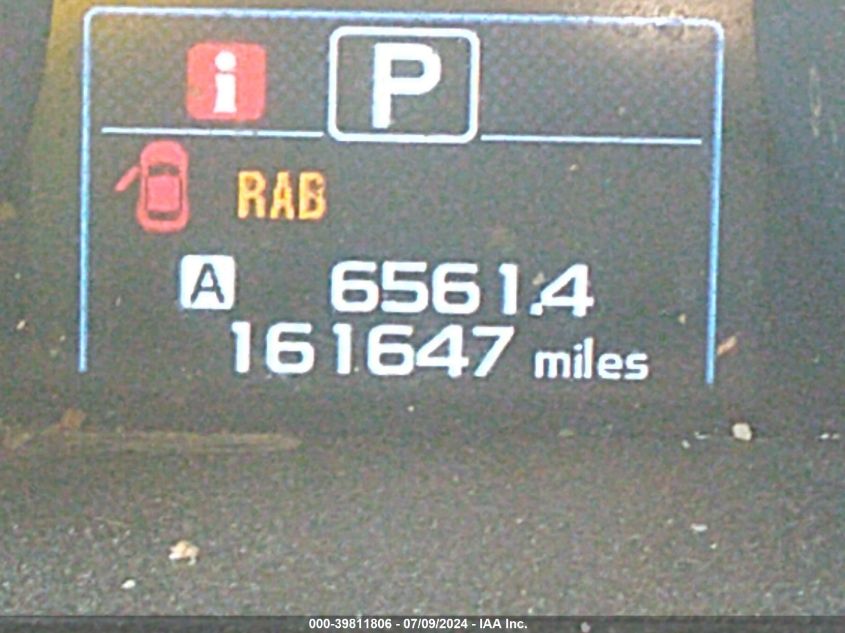 i P
RAB
A 6561.4
161647 miles
000-39811806 - 07/09/2024 - IAA Inc.